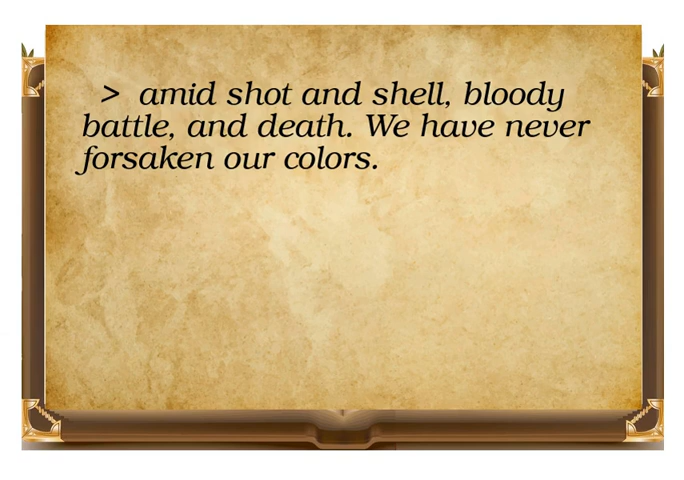 > amid shot and shell, bloody
battle, and death. We have never
forsaken our colors.